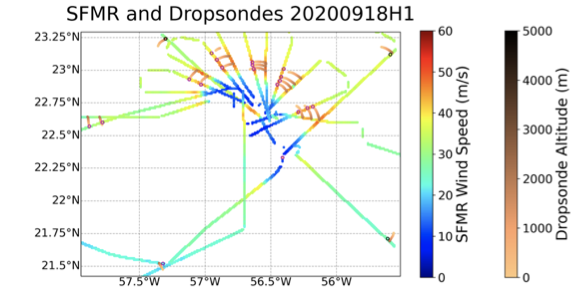 SFMR and Dropsondes 20200918H1
23.25°N
23°N
22.75°N
22.5°N
22.25°N
22°N
21.75°N
21.5°N
57.5°W 57°W 56.5°W 56°W
60
50
40
30
20
10
0
SFMR Wind Speed (m/s)
5000
4000
3000
2000
1000
0
Dropsonde Altitude (m)